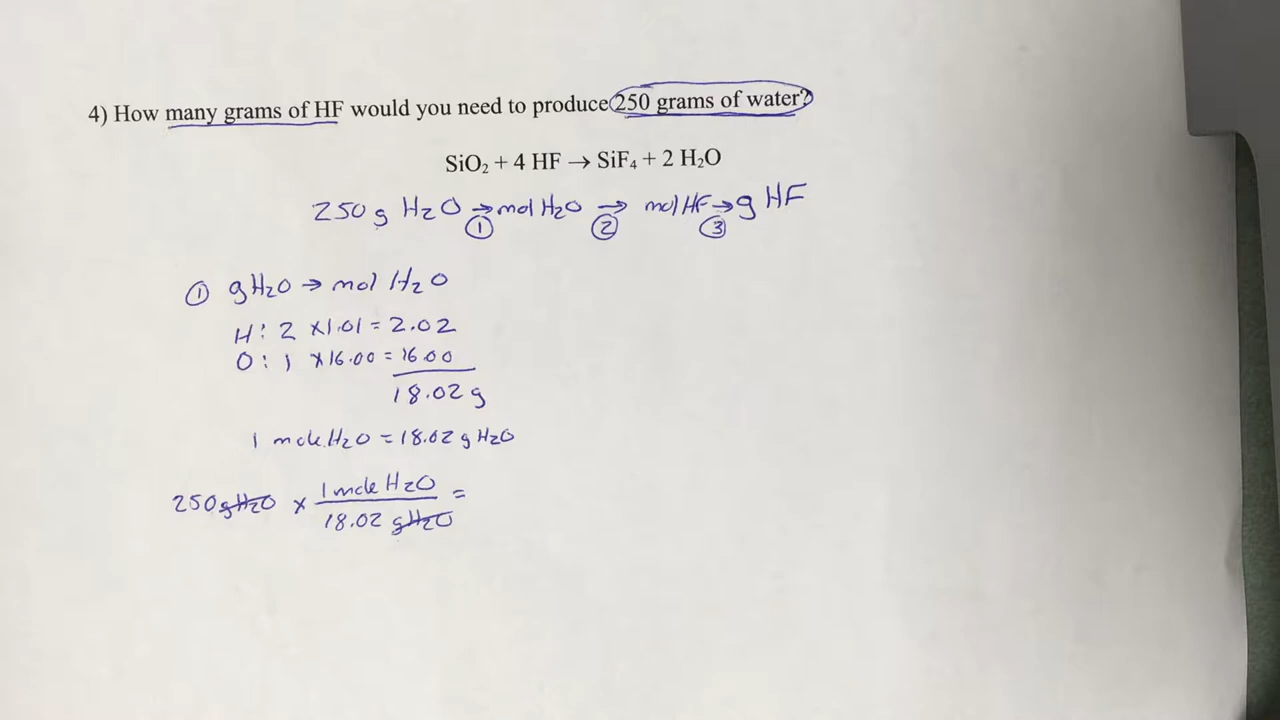 4) How many grams of HF would you need to produce 250 grams of water?
SiO₂ + 4 HF → SiF₄ + 2 H₂O
250 g H2O → mol H2O → mol HF → g HF
① ② ③
① g H2O → mol H2O
H: 2 x1.01 = 2.02
O: 1 x16.00 = 16.00
18.02 g
1 mole H2O = 18.02 g H2O
250 g H2O x 1 mole H2O =
18.02 g H2O